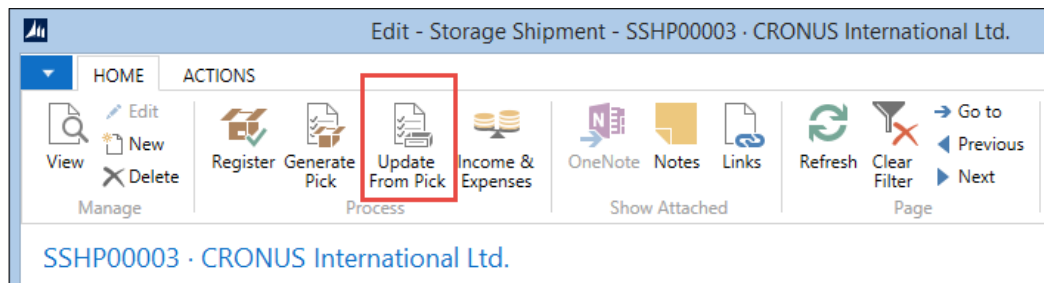 Edit - Storage Shipment - SSHP00003 · CRONUS International Ltd.
HOME ACTIONS
View
Edit
New
Delete
Manage
Register
Generate
Pick
Update
From Pick
Income &
Expenses
Process
OneNote
Notes
Links
Show Attached
Refresh
Clear
Filter
Go to
Previous
Next
Page
SSHP00003 · CRONUS International Ltd.